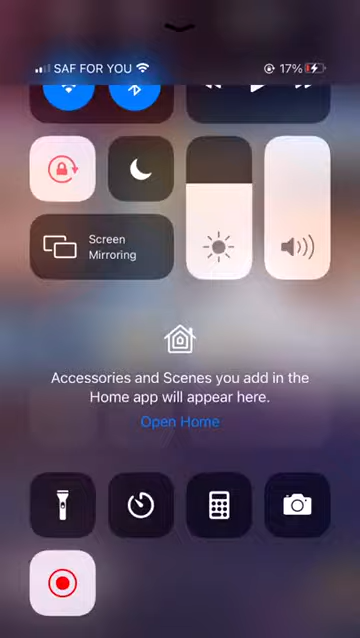 SAF FOR YOU
17%
Screen
Mirroring
Accessories and Scenes you add in the
Home app will appear here.
Open Home